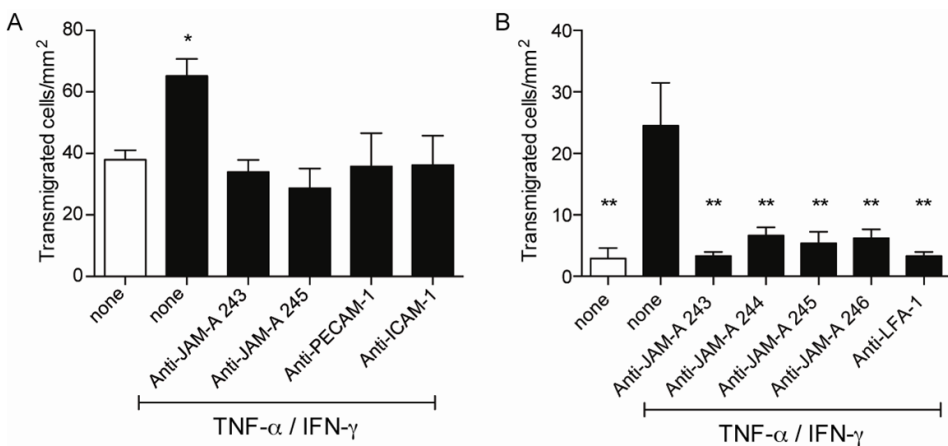 A
Transmigrated cells/mm²
80
60
40
20
0
*
none
none
Anti-JAM-A 243
Anti-JAM-A 245
Anti-PECAM-1
Anti-ICAM-1
TNF-α / IFN-γ
B
Transmigrated cells/mm²
40
30
20
10
0
** ** ** ** ** **
none
none
Anti-JAM-A 243
Anti-JAM-A 244
Anti-JAM-A 245
Anti-JAM-A 246
Anti-LFA-1
TNF-α / IFN-γ